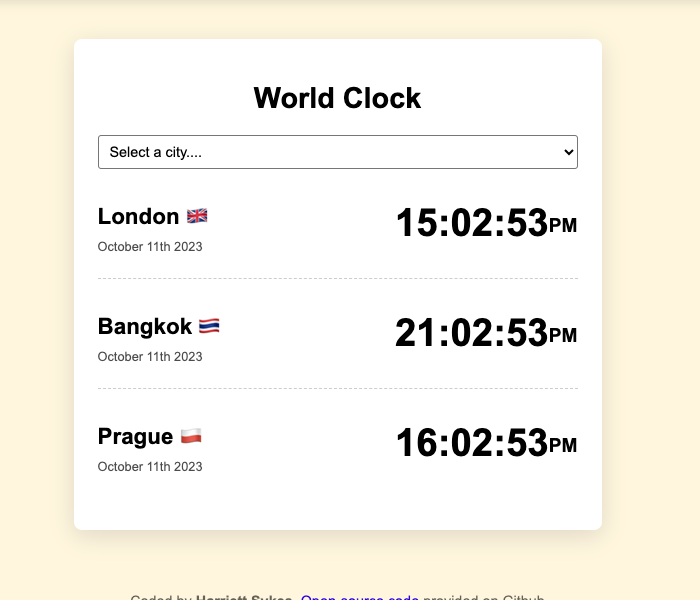 World Clock
Select a city....
London 🇬🇧
15:02:53PM
October 11th 2023
Bangkok 🇹🇭
21:02:53PM
October 11th 2023
Prague 🇵🇱
16:02:53PM
October 11th 2023
Coded by Harriett Sykes. Open source code provided on Github